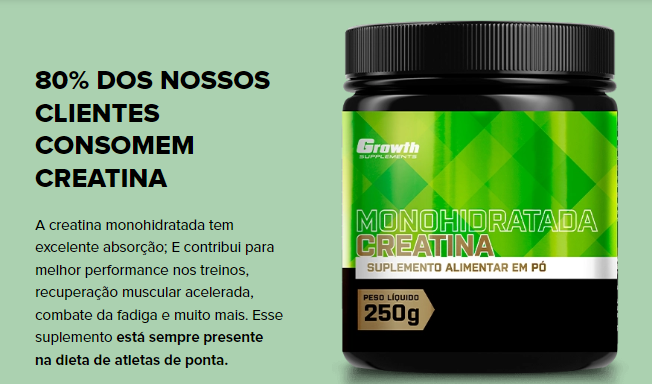 80% DOS NOSSOS
CLIENTES
CONSOMEM
CREATINA
A creatina monohidratada tem
excelente absorção; E contribui para
melhor performance nos treinos,
recuperação muscular acelerada,
combate da fadiga e muito mais. Esse
suplemento está sempre presente
na dieta de atletas de ponta.
Growth
SUPPLEMENTS
MONOHIDRATADA
CREATINA
SUPLEMENTO ALIMENTAR EM PÓ
PESO LÍQUIDO
250g